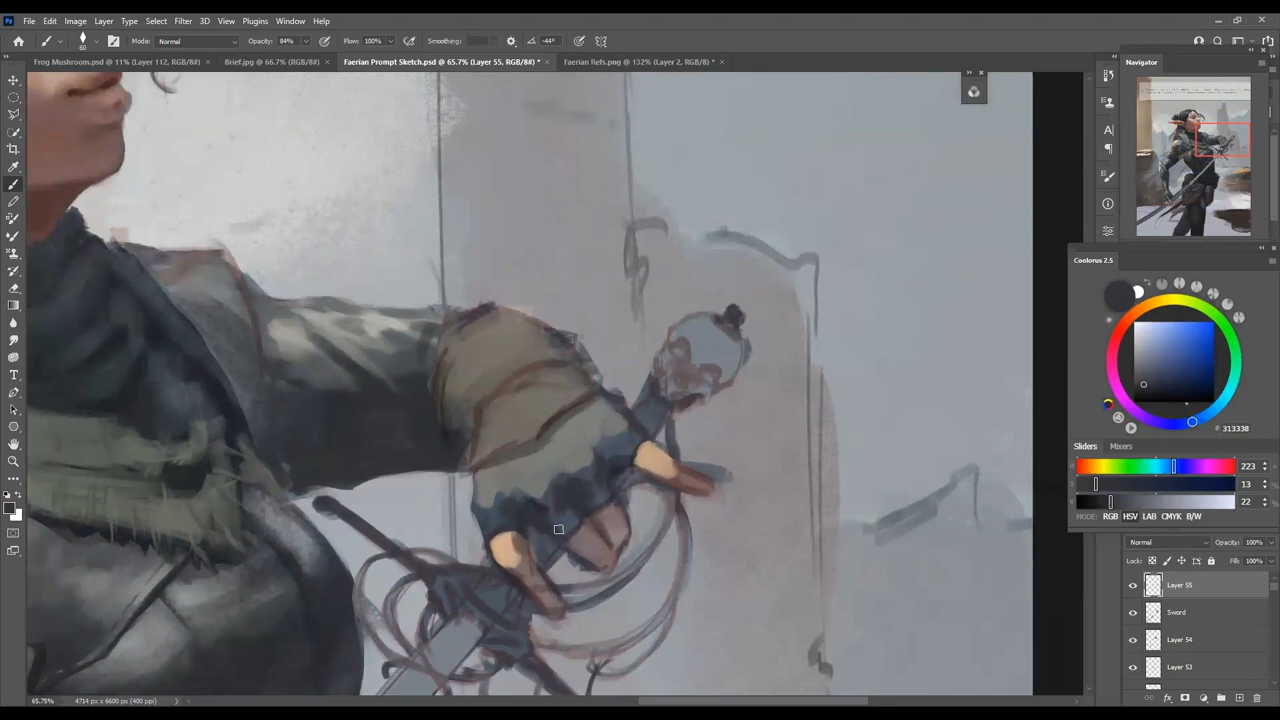 File Edit Image Layer Type Select Filter 3D View Plugins Window Help
60 Mode: Normal Opacity: 84% Flow: 100% Smoothing: -44°
Frog Mushroom.psd @ 11% (Layer 112, RGB/8#) * × Brief.jpg @ 66.7% (RGB/8#) × Faerian Prompt Sketch.psd @ 65.7% (Layer 55, RGB/8#) * × Faerian Refs.png @ 132% (Layer 2, RGB/8) * ×
Navigator
Coolorus 2.5
# 313338
Sliders Mixers
H 223 °
S 13 %
V 22 %
MODE: RGB HSV LAB CMYK B/W
Normal Opacity: 100%
Lock: Fill: 100%
Layer 55
Sword
Layer 54
Layer 53
65.75% 4714 px x 6600 px (400 ppi)